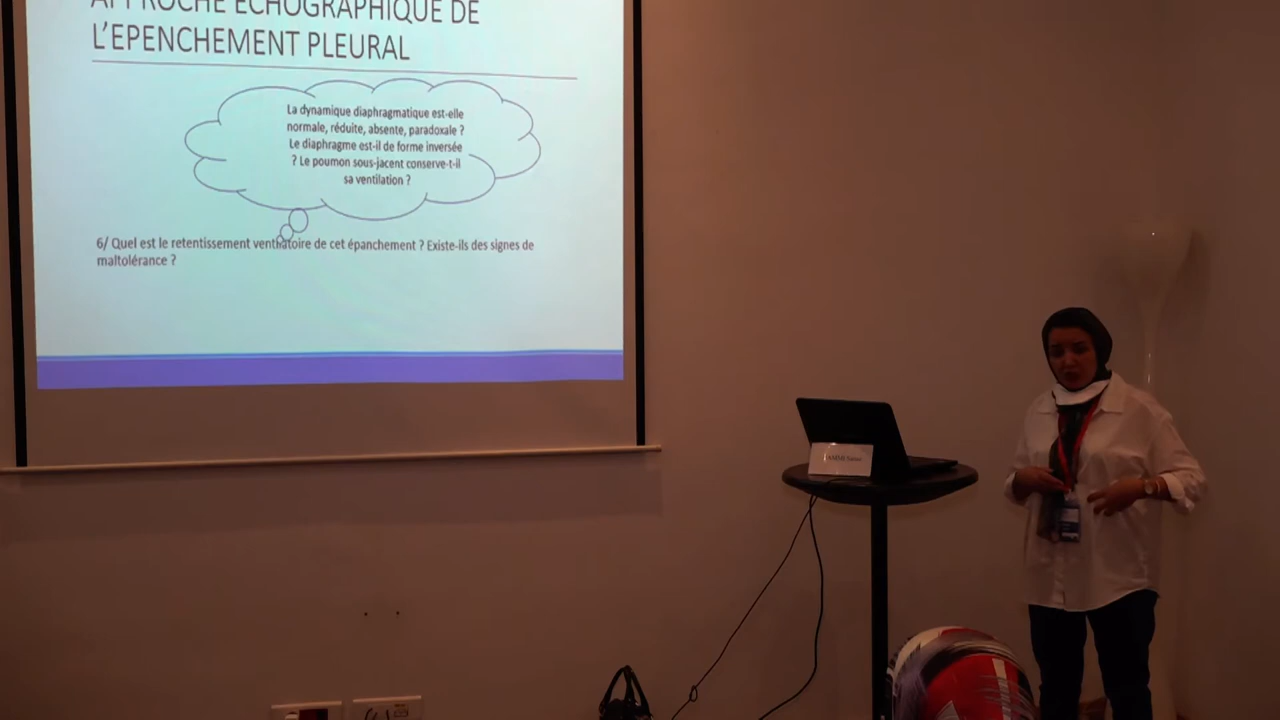 APPROCHE ECHOGRAPHIQUE DE
L'EPENCHEMENT PLEURAL
La dynamique diaphragmatique est-elle
normale, réduite, absente, paradoxale ?
Le diaphragme est-il de forme inversée
? Le poumon sous-jacent conserve-t-il
sa ventilation ?
6/ Quel est le retentissement ventilatoire de cet épanchement ? Existe-ils des signes de
maltolérance ?